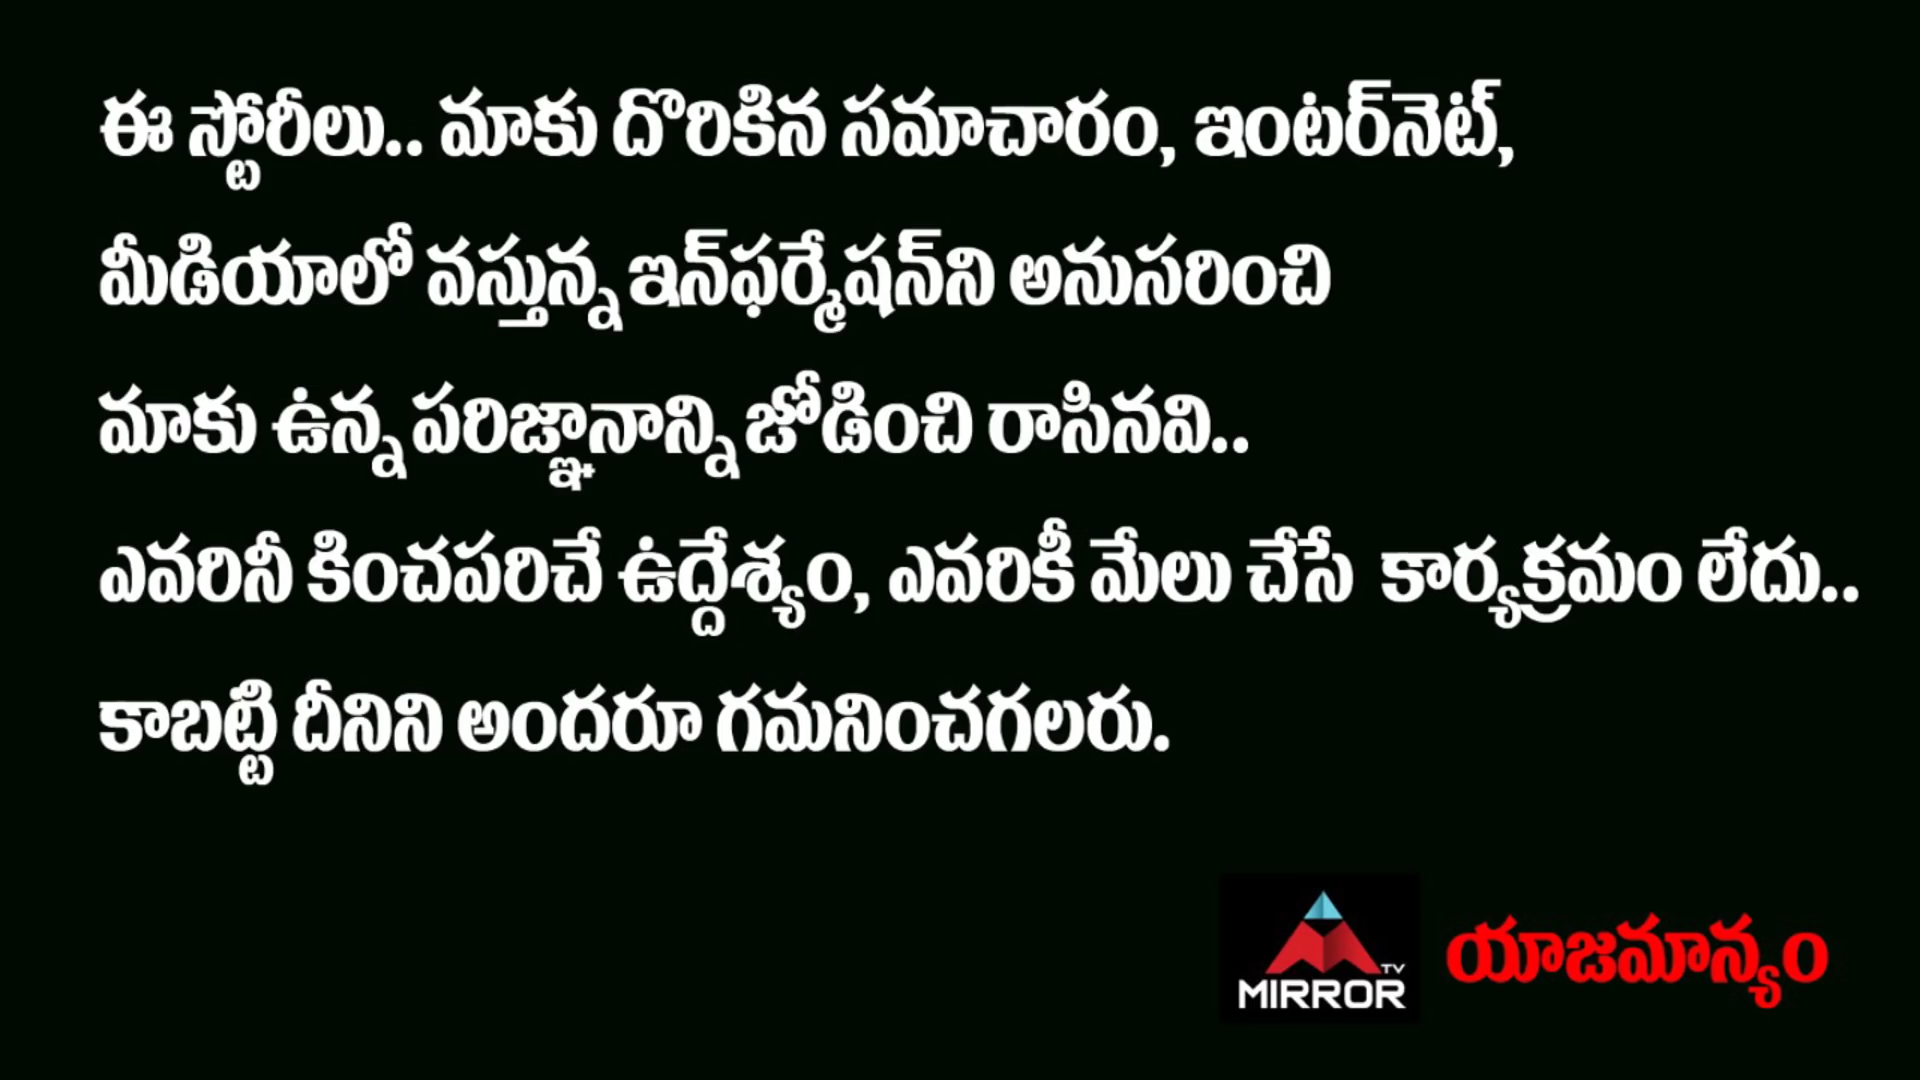 ఈ స్టోరీలు.. మాకు దొరికిన సమాచారం, ఇంటర్‌నెట్,
మీడియాలో వస్తున్న ఇన్‌ఫర్మేషన్‌ని అనుసరించి
మాకు ఉన్న పరిజ్ఞానాన్ని జోడించి రాసినవి..
ఎవరినీ కించపరిచే ఉద్దేశ్యం, ఎవరికీ మేలు చేసే కార్యక్రమం లేదు..
కాబట్టి దీనిని అందరూ గమనించగలరు.
MIRROR TV యాజమాన్యం